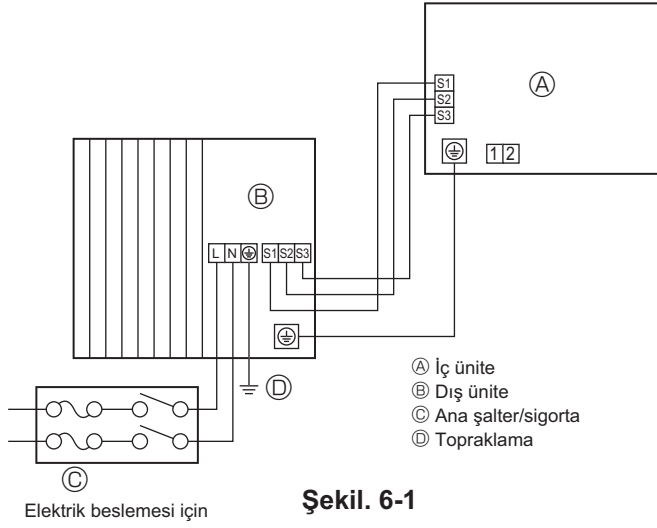 S1
S2
S3
Ⓐ
1 2
Ⓑ
L N S1 S2 S3
Ⓓ
Ⓐ İç ünite
Ⓑ Dış ünite
Ⓒ Ana şalter/sigorta
Ⓓ Topraklama
Ⓒ
Elektrik beslemesi için
Şekil. 6-1